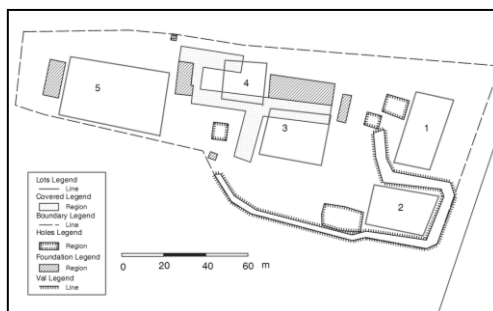 5
4
3
1
2
Lots Legend
Line
Covered Legend
Region
Boundary Legend
Line
Holes Legend
Region
Foundation Legend
Region
Val Legend
Line
0 20 40 60 m